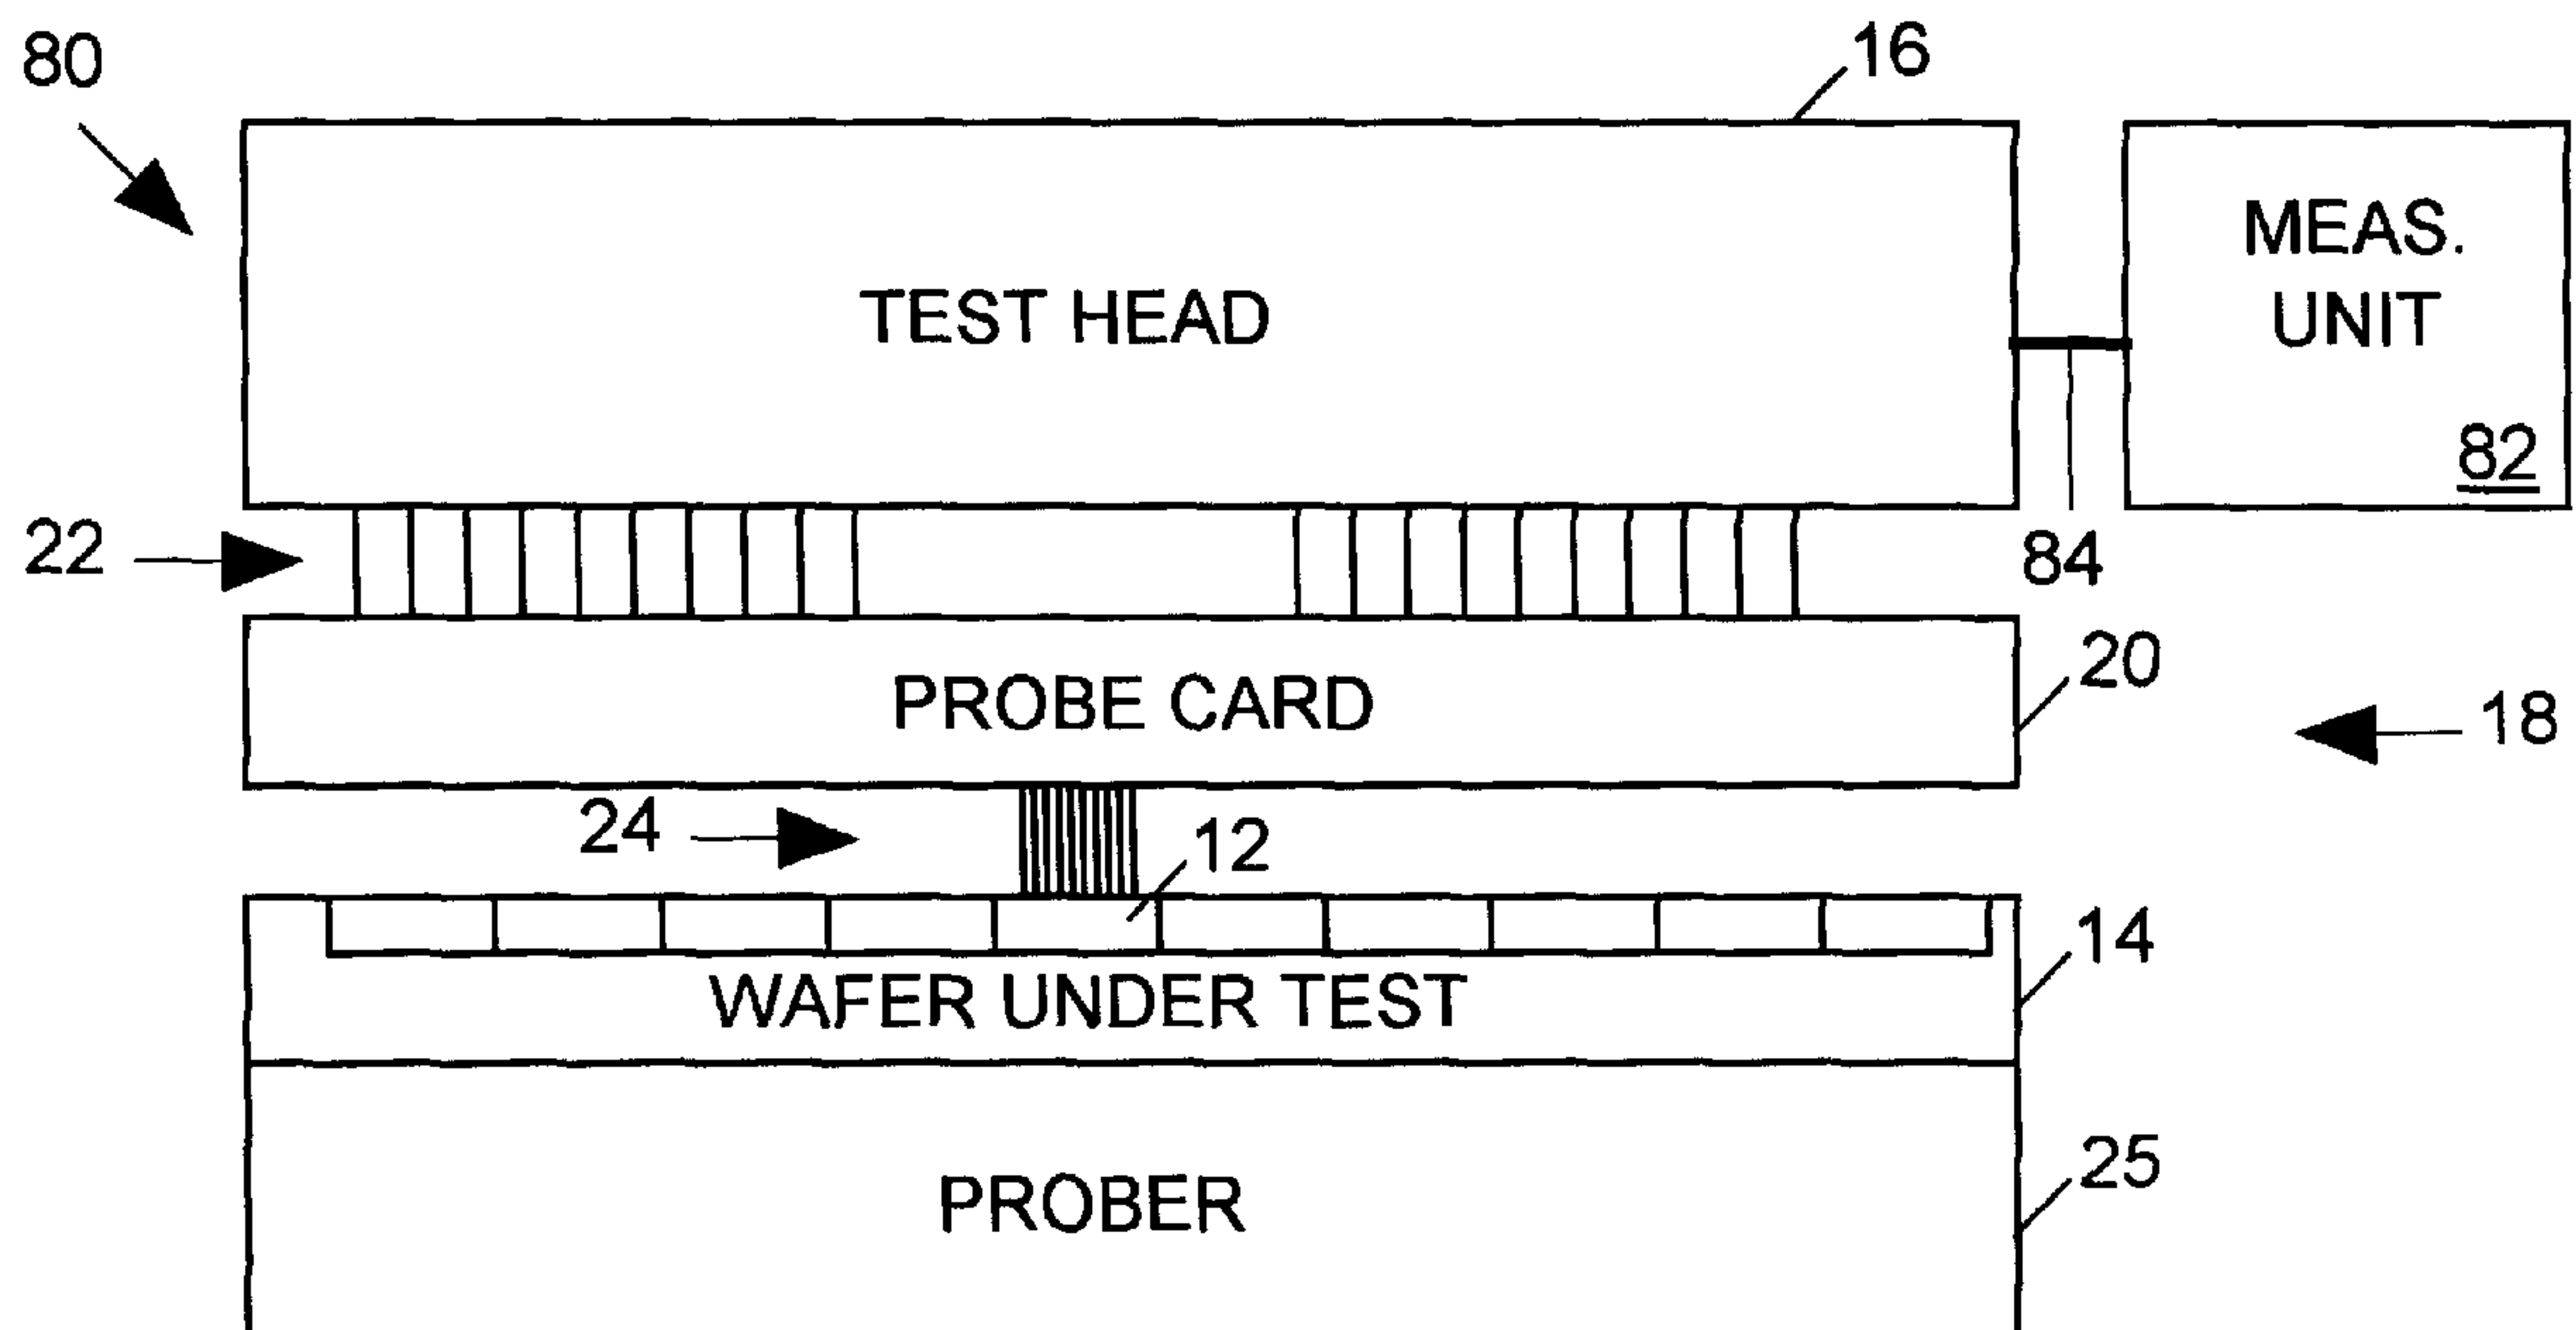 80
16
TEST HEAD
MEAS.
UNIT
82
22
84
PROBE CARD
20
18
24
12
14
WAFER UNDER TEST
25
PROBER